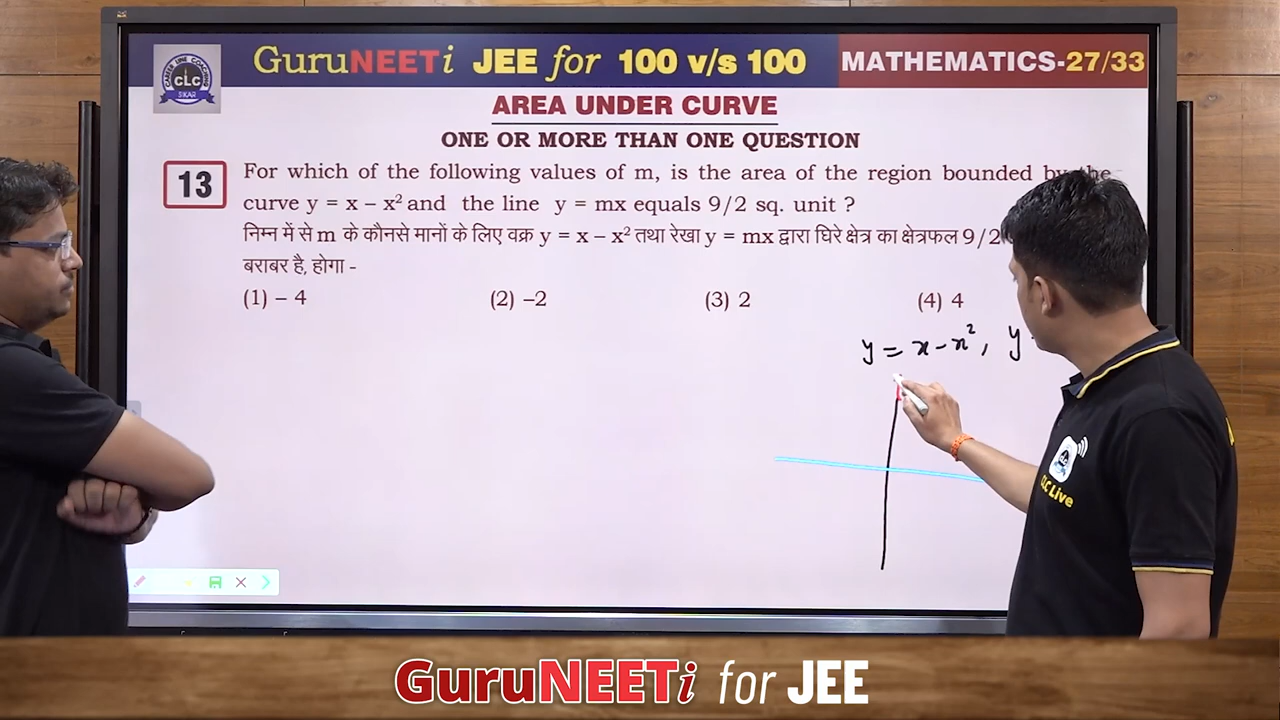 GuruNEETi JEE for 100 v/s 100
MATHEMATICS-27/33
CAREER LINE COACHING
CLC
SIKAR
AREA UNDER CURVE
ONE OR MORE THAN ONE QUESTION
13
For which of the following values of m, is the area of the region bounded by the
curve y = x – x² and the line y = mx equals 9/2 sq. unit ?
निम्न में से m के कौनसे मानों के लिए वक्र y = x – x² तथा रेखा y = mx द्वारा घिरे क्षेत्र का क्षेत्रफल 9/2
बराबर है, होगा -
(1) – 4 (2) –2 (3) 2 (4) 4
y = x – x², y
CLC Live
GuruNEETi for JEE